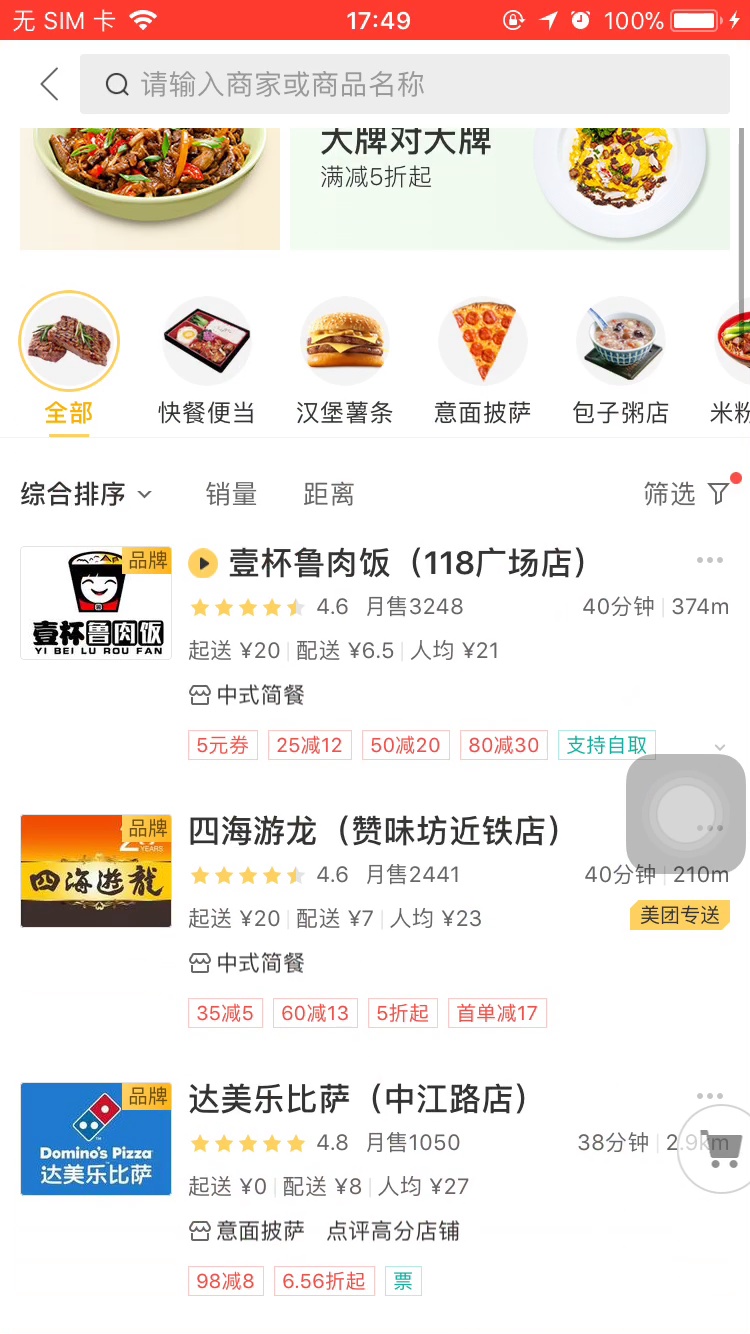 无 SIM 卡 17:49 100%
请输入商家或商品名称
大牌对大牌
满减5折起
全部 快餐便当 汉堡薯条 意面披萨 包子粥店 米粉
综合排序 销量 距离 筛选
品牌 壹杯鲁肉饭（118广场店）
壹杯鲁肉饭
YI BEI LU ROU FAN
4.6 月售3248 40分钟 374m
起送 ¥20 配送 ¥6.5 人均 ¥21
中式简餐
5元券 25减12 50减20 80减30 支持自取
品牌 四海游龙（赞味坊近铁店）
YEARS
四海遊龍
4.6 月售2441 40分钟 210m
起送 ¥20 配送 ¥7 人均 ¥23 美团专送
中式简餐
35减5 60减13 5折起 首单减17
品牌 达美乐比萨（中江路店）
Domino's Pizza
达美乐比萨
4.8 月售1050 38分钟 2.9km
起送 ¥0 配送 ¥8 人均 ¥27
意面披萨 点评高分店铺
98减8 6.56折起 票